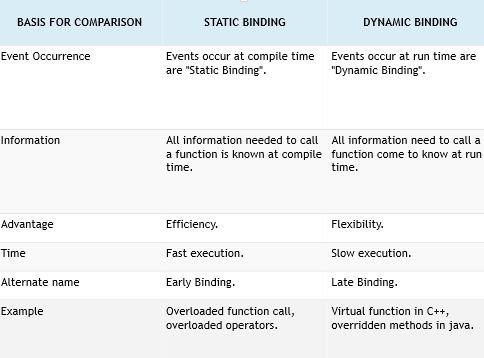 BASIS FOR COMPARISON STATIC BINDING DYNAMIC BINDING
Event Occurrence Events occur at compile time Events occur at run time are
are "Static Binding". "Dynamic Binding".
Information All information needed to call All information need to call a
a function is known at compile function come to know at run
time. time.
Advantage Efficiency. Flexibility.
Time Fast execution. Slow execution.
Alternate name Early Binding. Late Binding.
Example Overloaded function call, Virtual function in C++,
overloaded operators. overridden methods in java.